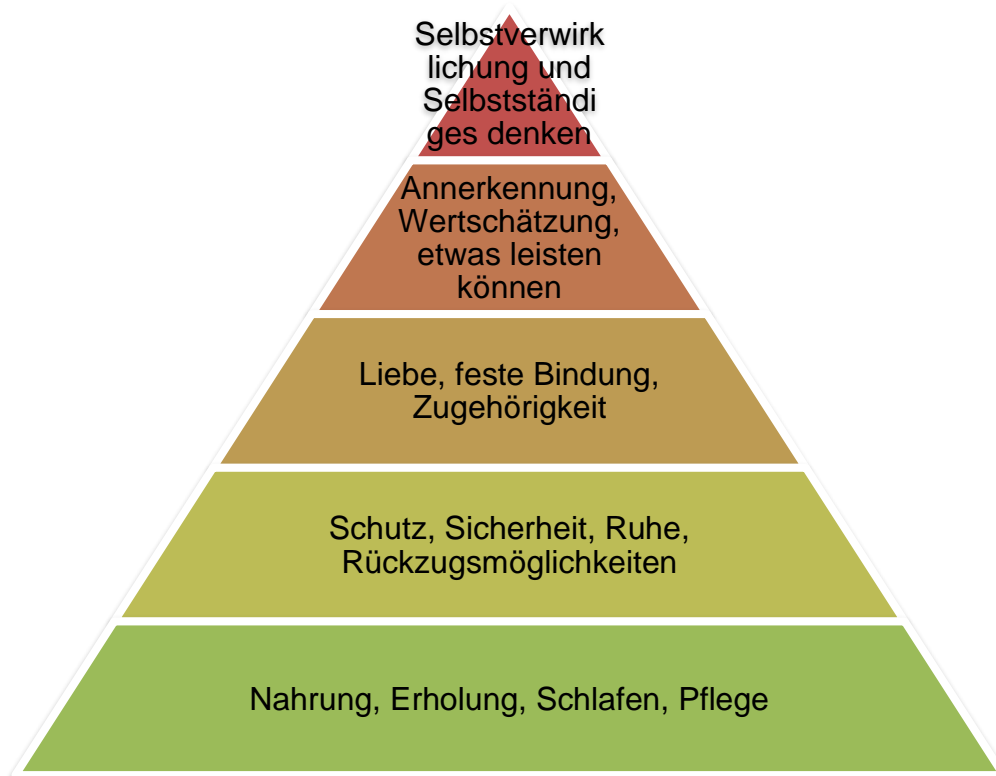 Selbstverwirk
lichung und
Selbstständi
ges denken
Annerkennung,
Wertschätzung,
etwas leisten
können
Liebe, feste Bindung,
Zugehörigkeit
Schutz, Sicherheit, Ruhe,
Rückzugsmöglichkeiten
Nahrung, Erholung, Schlafen, Pflege